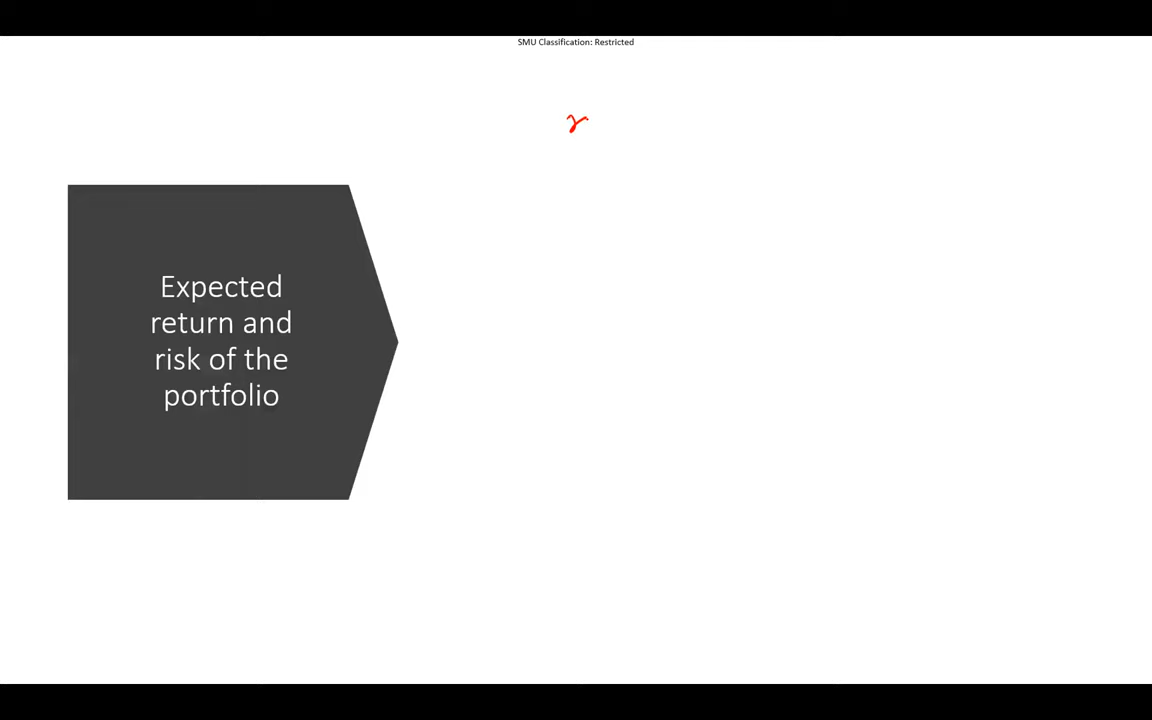 SMU Classification: Restricted
r
Expected
return and
risk of the
portfolio